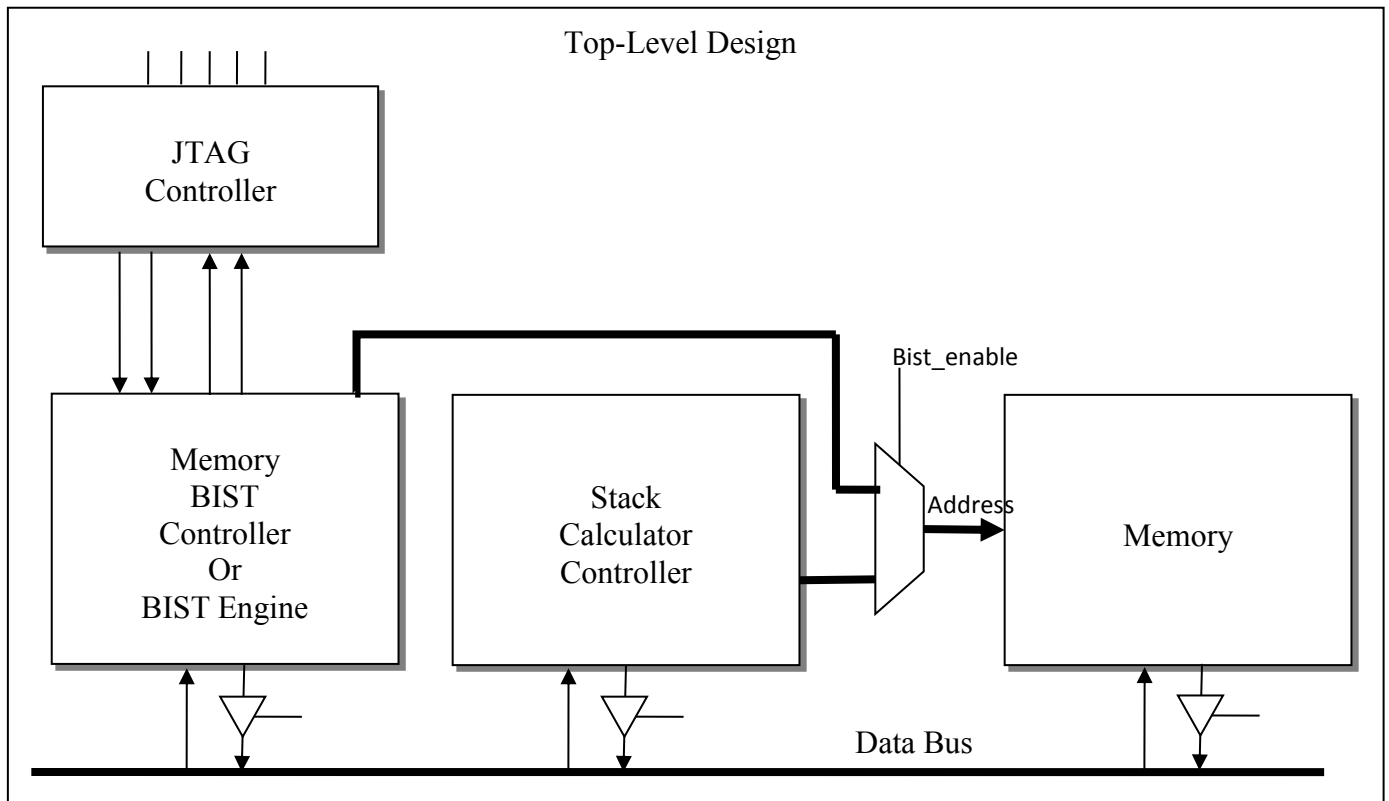 Top-Level Design
JTAG
Controller
Bist_enable
Memory
BIST
Controller
Or
BIST Engine
Stack
Calculator
Controller
Address
Memory
Data Bus